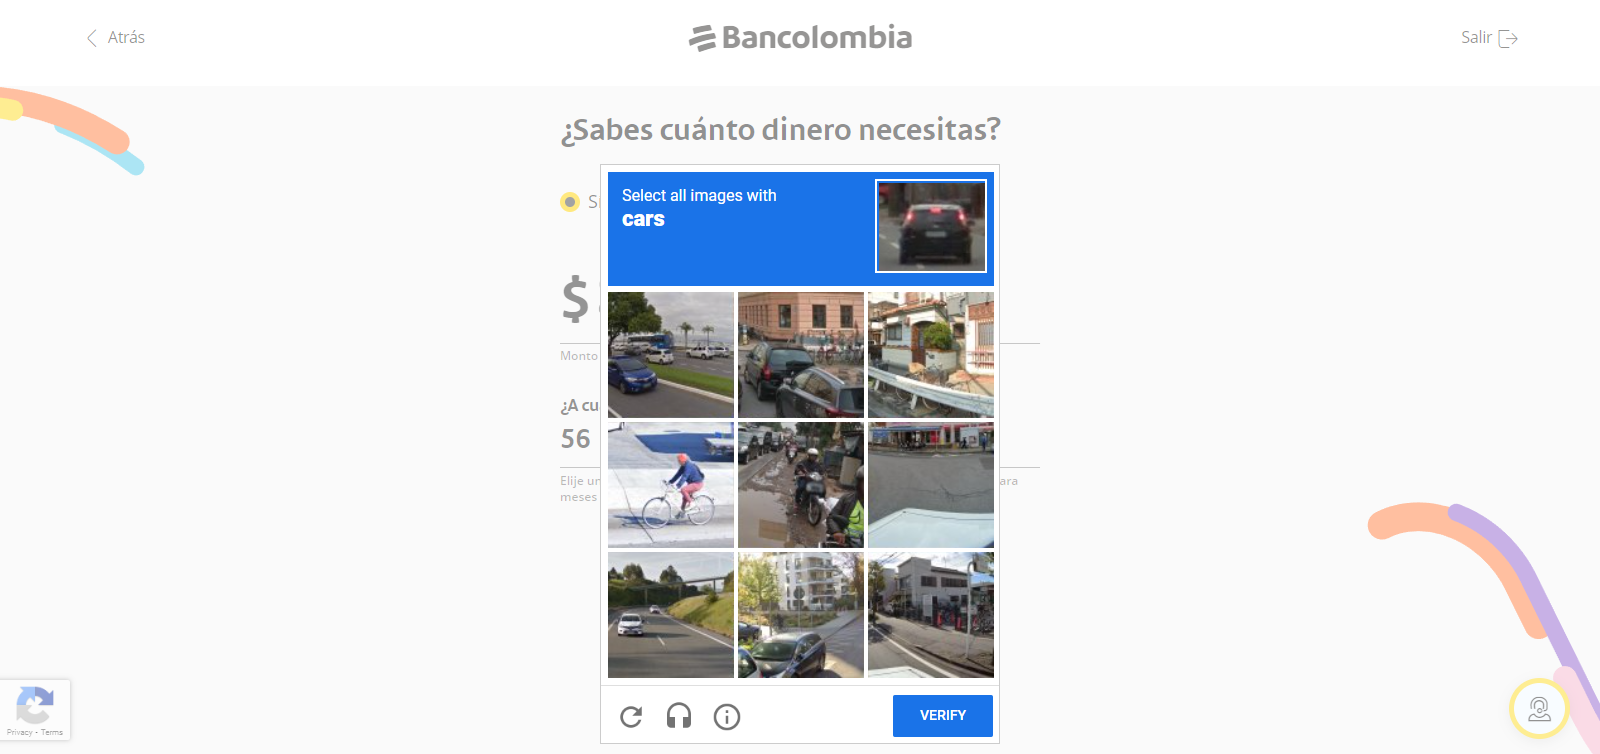 Atrás
Bancolombia
Salir
¿Sabes cuánto dinero necesitas?
Select all images with
cars
$
Monto
¿A cu
56
Elije un
ara
meses
VERIFY
Privacy - Terms